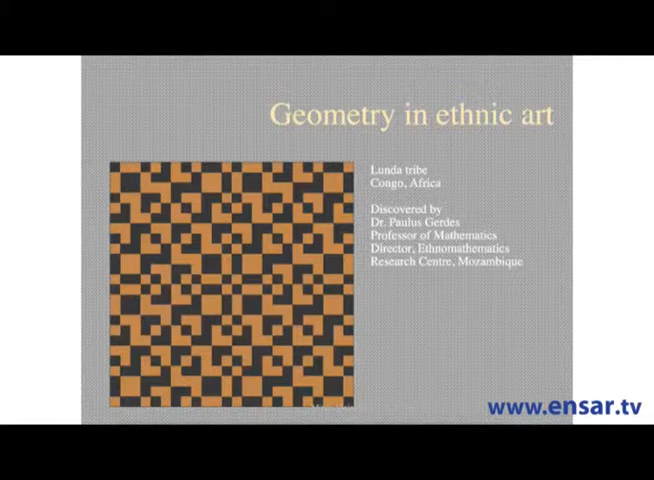 Geometry in ethnic art
Lunda tribe
Congo, Africa
Discovered by
Dr. Paulus Gerdes
Professor of Mathematics
Director, Ethnomathematics
Research Centre, Mozambique
www.ensar.tv